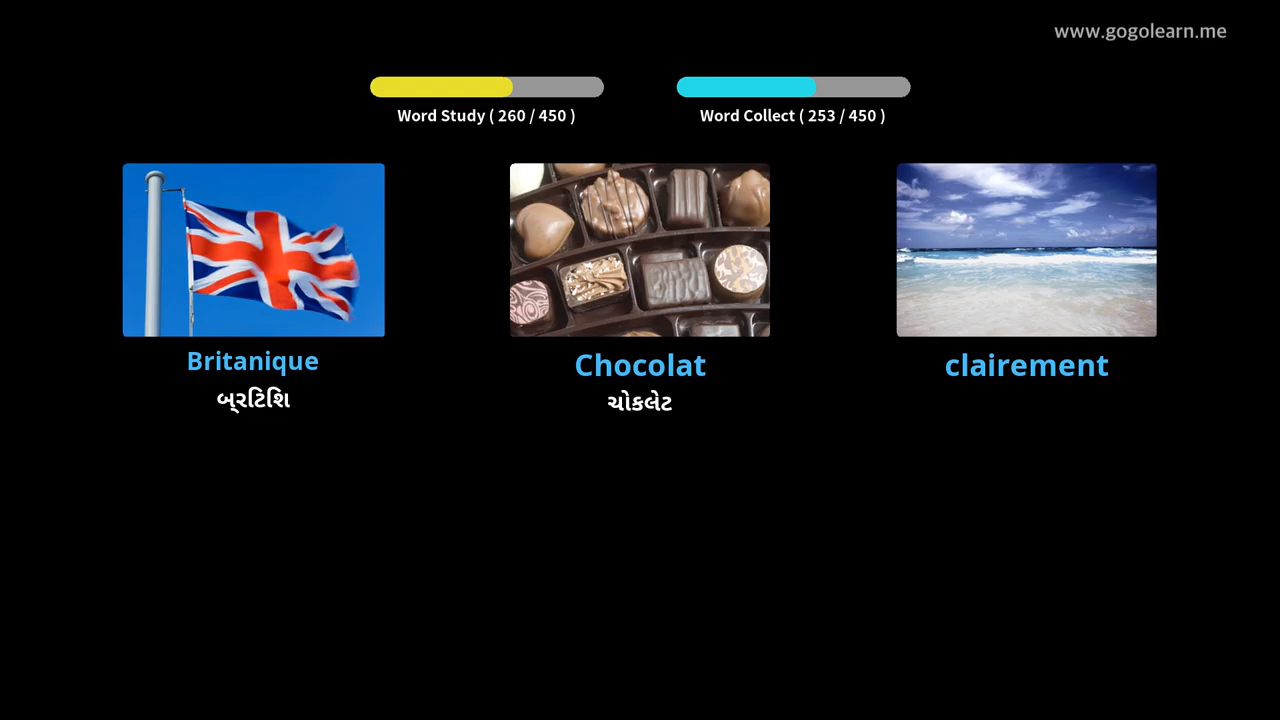 www.gogolearn.me
Word Study ( 260 / 450 )
Word Collect ( 253 / 450 )
Britanique
બ્રટિશિ
Chocolat
ચોકલેટ
clairement